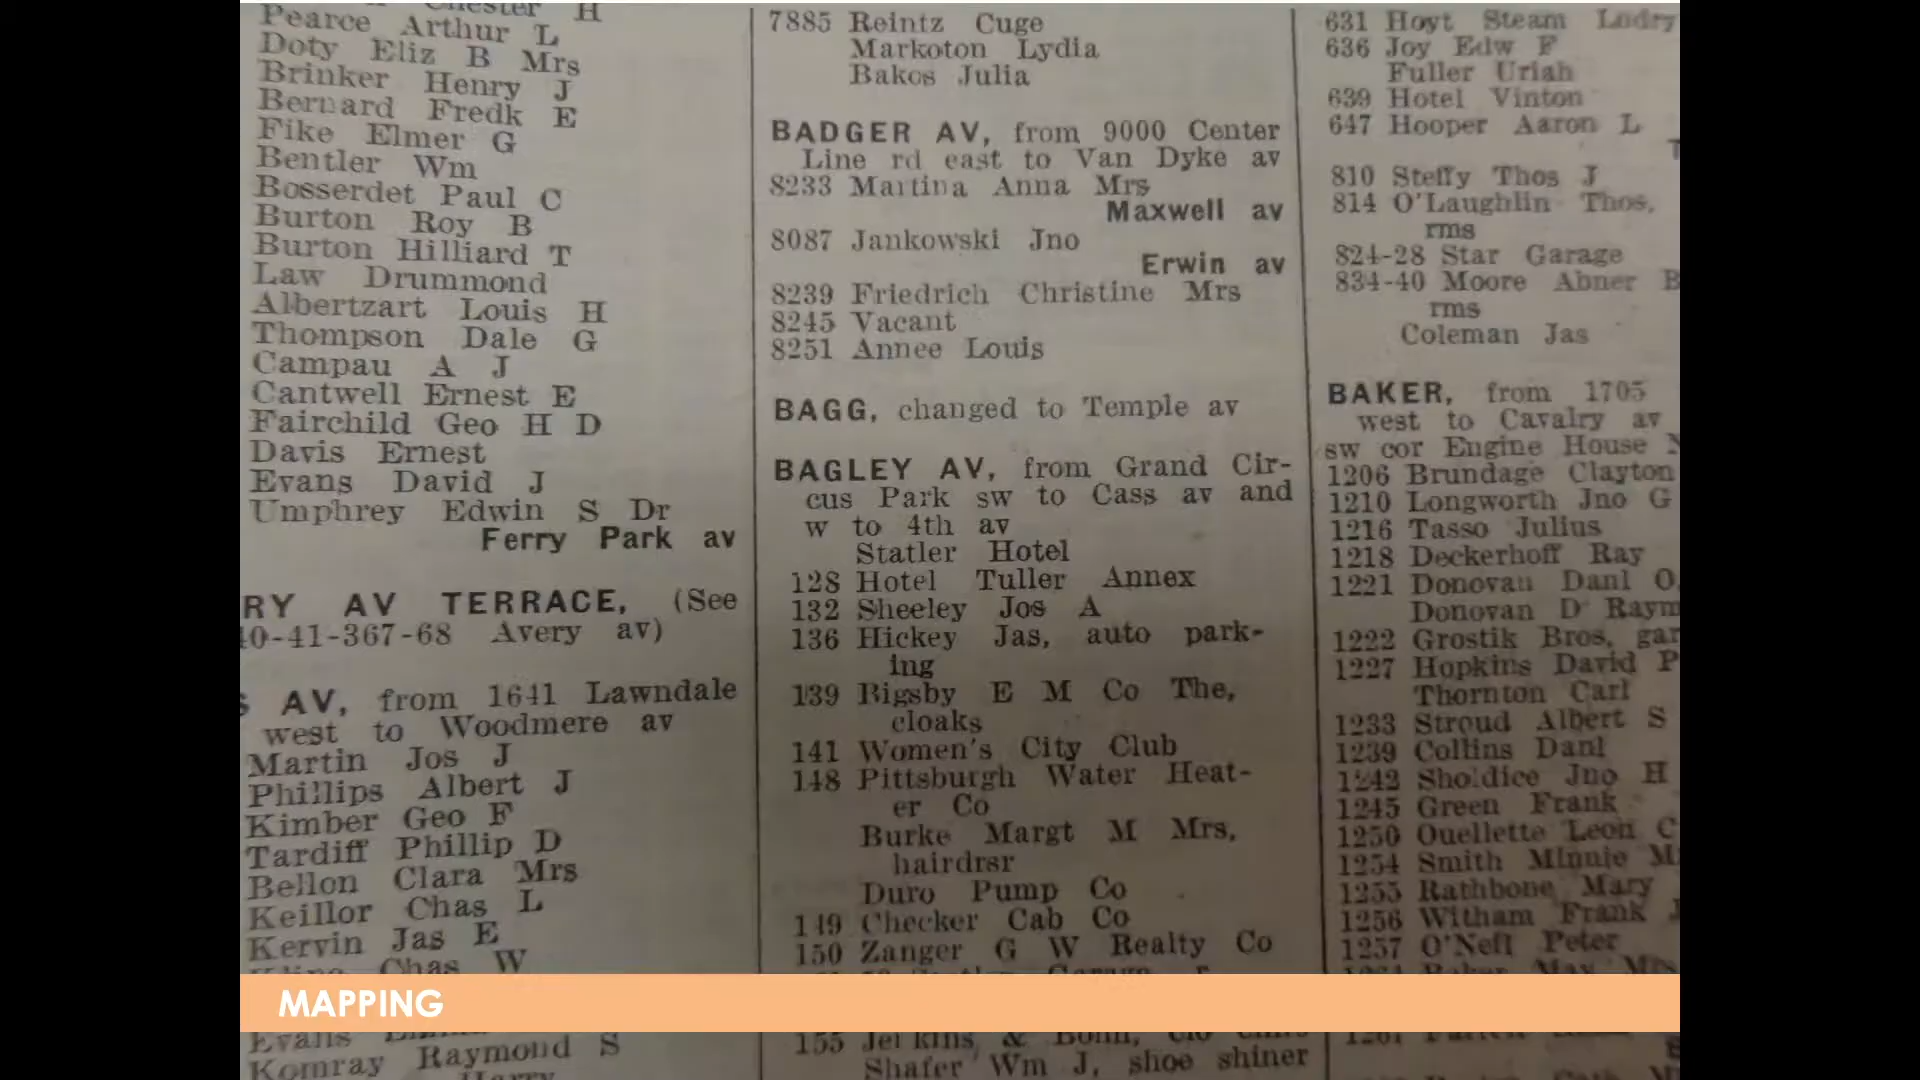 Chester H
Pearce Arthur L
Doty Eliz B Mrs
Brinker Henry J
Bernard Fredk E
Fike Elmer G
Bentler Wm
Bosserdet Paul C
Burton Roy B
Burton Hilliard T
Law Drummond
Albertzart Louis H
Thompson Dale G
Campau A J
Cantwell Ernest E
Fairchild Geo H D
Davis Ernest
Evans David J
Umphrey Edwin S Dr
Ferry Park av
RY AV TERRACE, (See
40-41-367-68 Avery av)
S AV, from 1641 Lawndale
west to Woodmere av
Martin Jos J
Phillips Albert J
Kimber Geo F
Tardiff Phillip D
Bellon Clara Mrs
Keillor Chas L
Kervin Jas E
Kline Chas W
Evans
Komray Raymond S
Harry
7885 Reintz Cuge
Markoton Lydia
Bakos Julia
BADGER AV, from 9000 Center
Line rd east to Van Dyke av
8233 Martina Anna Mrs
Maxwell av
8087 Jankowski Jno
Erwin av
8239 Friedrich Christine Mrs
8245 Vacant
8251 Annee Louis
BAGG, changed to Temple av
BAGLEY AV, from Grand Cir-
cus Park sw to Cass av and
w to 4th av
Statler Hotel
128 Hotel Tuller Annex
132 Sheeley Jos A
136 Hickey Jas, auto park-
ing
139 Rigsby E M Co The,
cloaks
141 Women's City Club
148 Pittsburgh Water Heat-
er Co
Burke Margt M Mrs,
hairdrsr
Duro Pump Co
149 Checker Cab Co
150 Zanger G W Realty Co
155 Jerkins & Bonn,
Shafer Wm J, shoe shiner
631 Hoyt Steam Lndry
636 Joy Edw F
Fuller Uriah
639 Hotel Vinton
647 Hooper Aaron L
T
810 Steffy Thos J
814 O'Laughlin Thos,
rms
824-28 Star Garage
834-40 Moore Abner B
rms
Coleman Jas
BAKER, from 1705
west to Cavalry av
sw cor Engine House N
1206 Brundage Clayton
1210 Longworth Jno G
1216 Tasso Julius
1218 Deckerhoff Ray
1221 Donovan Danl O
Donovan D Raym
1222 Grostik Bros, gar
1227 Hopkins David P
Thornton Carl
1233 Stroud Albert S
1239 Collins Danl
1242 Sholdice Jno H
1245 Green Frank
1250 Ouellette Leon C
1254 Smith Minnie M
1255 Rathbone Mary
1256 Witham Frank J
1257 O'Neft Peter
MAPPING